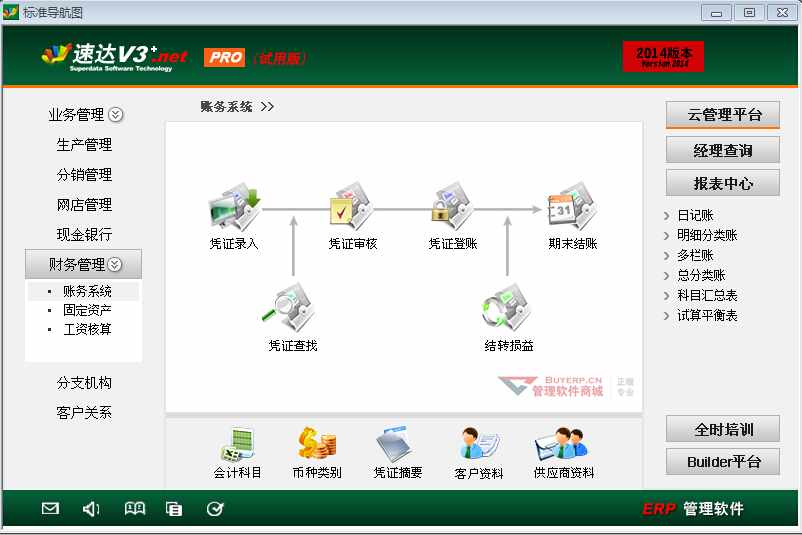 标准导航图
速达V3+.net PRO (试用版)
Superdata Software Technology
2014版本
Version 2014
业务管理
生产管理
分销管理
网店管理
现金银行
财务管理
账务系统
固定资产
工资核算
分支机构
客户关系
账务系统 >>
凭证录入
凭证审核
凭证登账
31
期末结账
凭证查找
结转损益
BUYERP.CN
管理软件商城
正版
专业
会计科目
币种类别
凭证摘要
客户资料
供应商资料
云管理平台
经理查询
报表中心
日记账
明细分类账
多栏账
总分类账
科目汇总表
试算平衡表
全时培训
Builder平台
ERP 管理软件